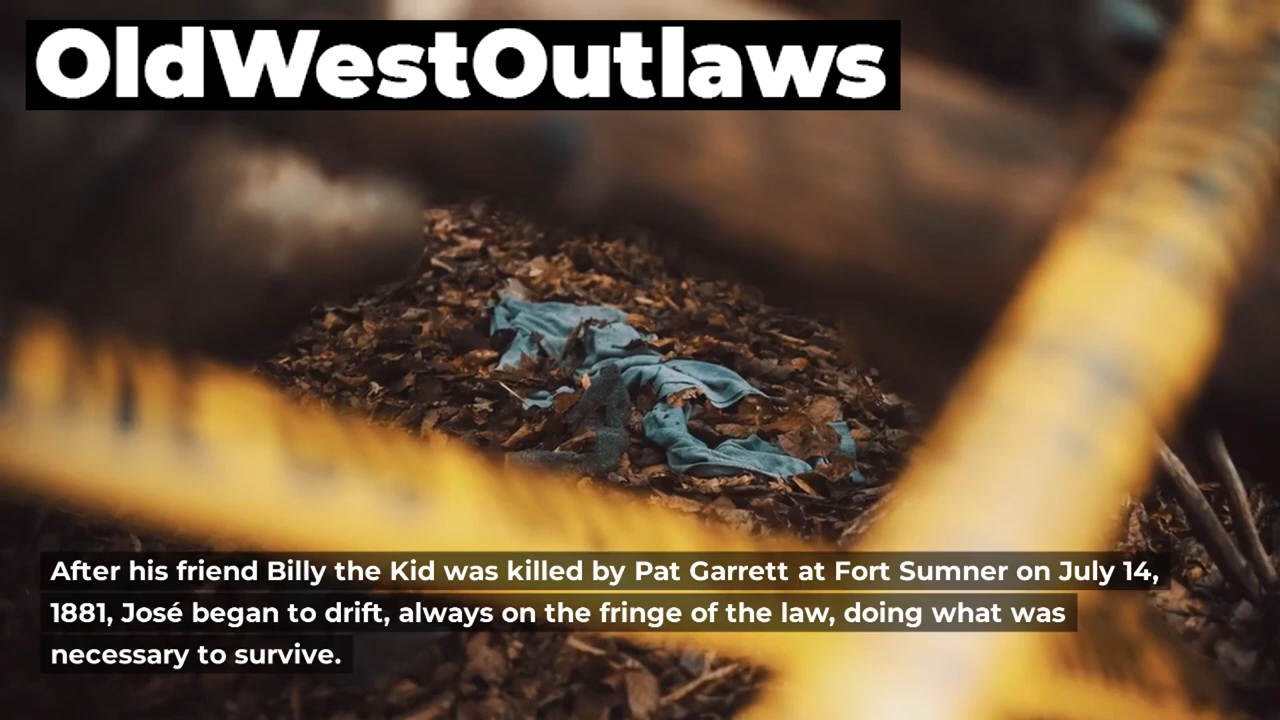 OldWestOutlaws
After his friend Billy the Kid was killed by Pat Garrett at Fort Sumner on July 14,
1881, José began to drift, always on the fringe of the law, doing what was
necessary to survive.